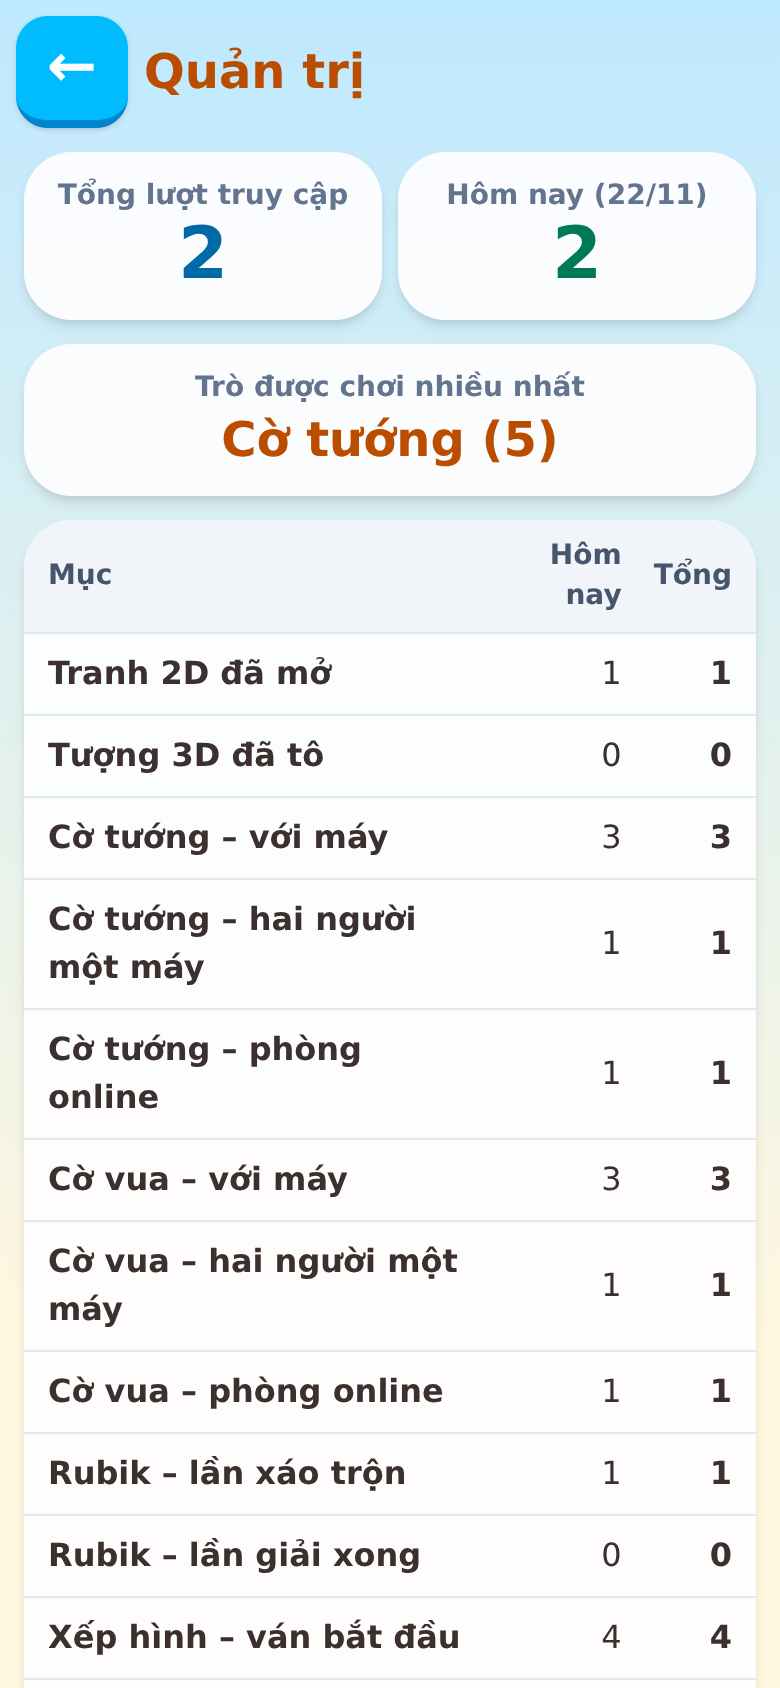 ←
Quản trị
Tổng lượt truy cập
2
Hôm nay (22/11)
2
Trò được chơi nhiều nhất
Cờ tướng (5)
Mục Hôm nay Tổng
Tranh 2D đã mở 1 1
Tượng 3D đã tô 0 0
Cờ tướng – với máy 3 3
Cờ tướng – hai người
một máy 1 1
Cờ tướng – phòng
online 1 1
Cờ vua – với máy 3 3
Cờ vua – hai người một
máy 1 1
Cờ vua – phòng online 1 1
Rubik – lần xáo trộn 1 1
Rubik – lần giải xong 0 0
Xếp hình – ván bắt đầu 4 4